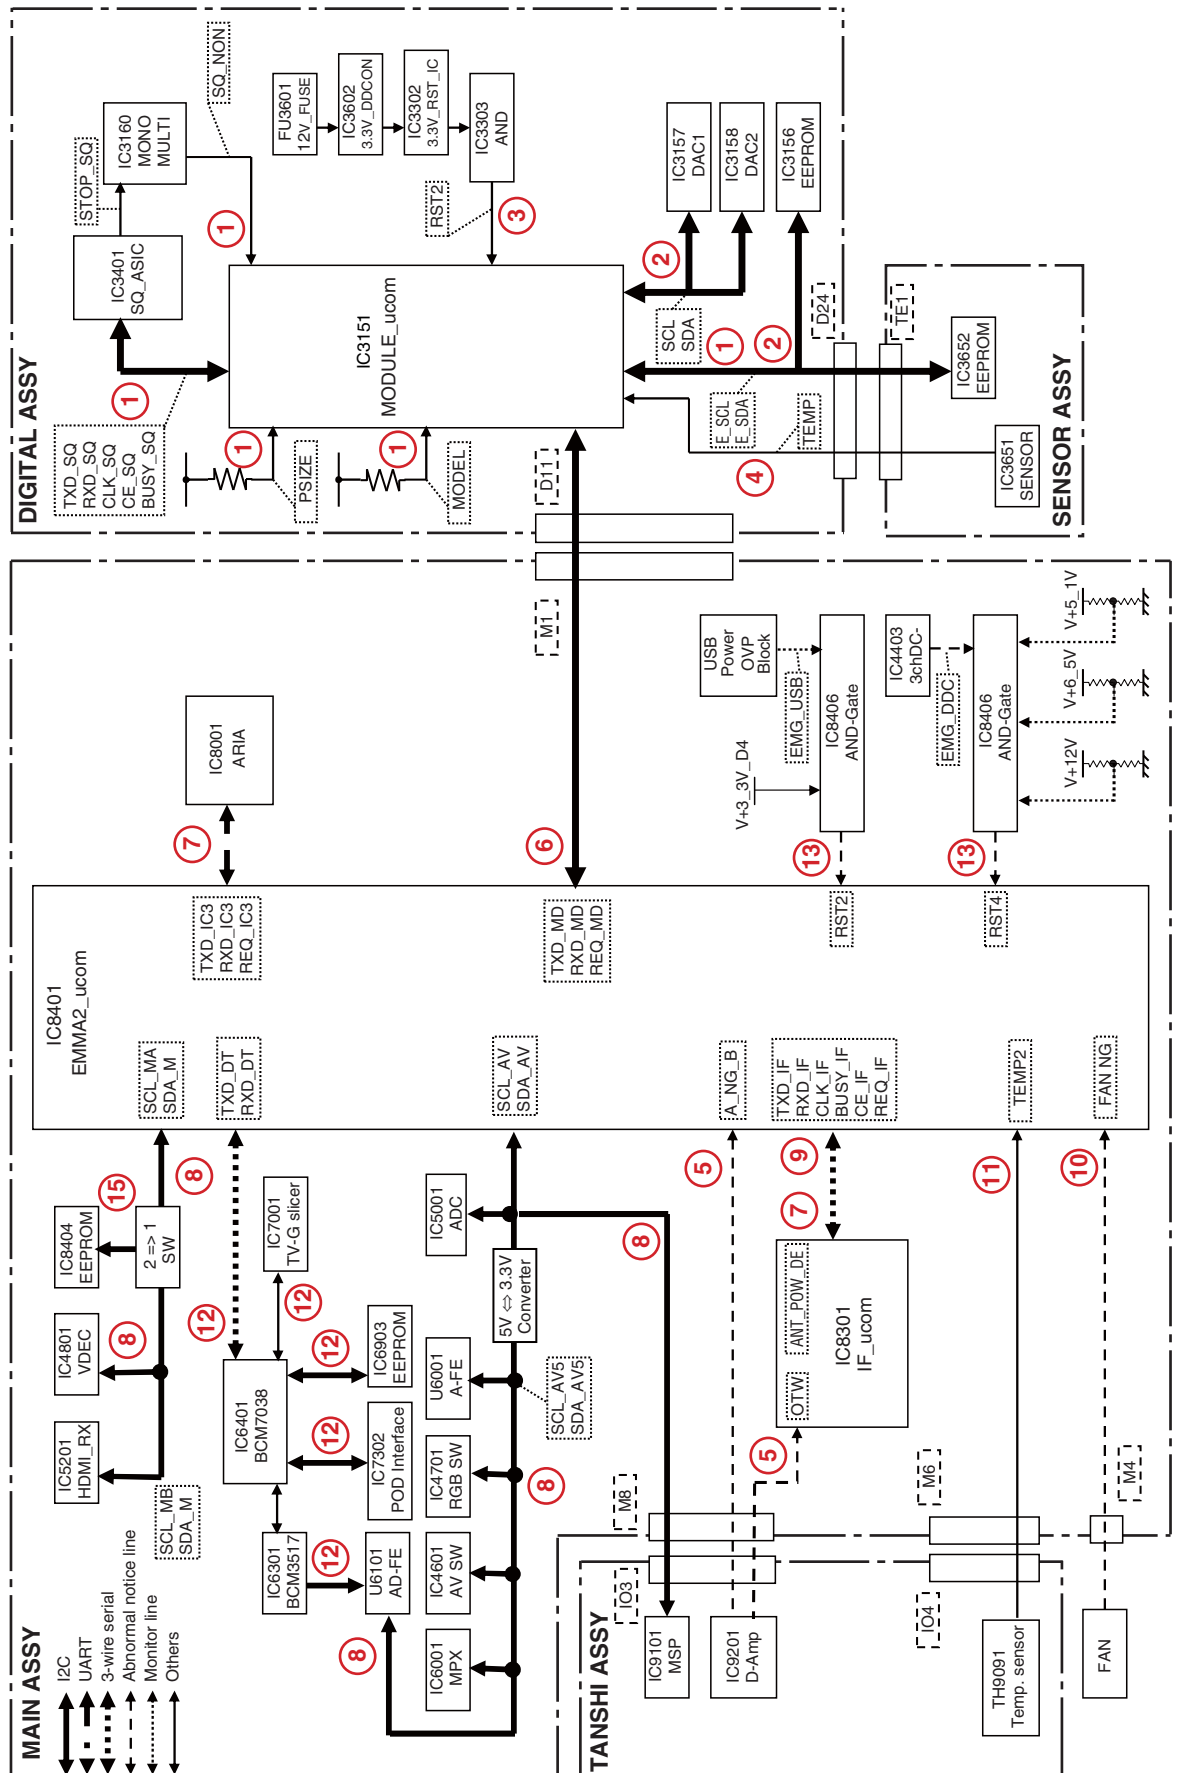 MAIN ASSY
I2C
UART
3-wire serial
Abnormal notice line
Monitor line
Others
IC5201
HDMI_RX
IC4801
VDEC
IC8404
EEPROM
2 => 1
SW
SCL_MB
SDA_M
8
15
8
IC8401
EMMA2_ucom
SCL_MA
SDA_M
TXD_DT
RXD_DT
SCL_AV
SDA_AV
A_NG_B
TXD_IF
RXD_IF
CLK_IF
BUSY_IF
CE_IF
REQ_IF
TEMP2
FAN NG
TXD_IC3
RXD_IC3
REQ_IC3
TXD_MD
RXD_MD
REQ_MD
RST2
RST4
IC6301
BCM3517
IC6401
BCM7038
IC7001
TV-G slicer
12
12
12
12
12
U6101
AD-FE
IC7302
POD Interface
IC6903
EEPROM
8
IC6001
MPX
IC4601
AV SW
IC4701
RGB SW
U6001
A-FE
IC5001
ADC
8
SCL_AV5
SDA_AV5
5V ⇔ 3.3V
Converter
8
TANSHI ASSY
IC9101
MSP
IO3
M8
IC9201
D-Amp
5
5
OTW
ANT_POW_DE
IC8301
IF_ucom
7
9
IO4
M6
TH9091
Temp. sensor
11
FAN
M4
10
IC8001
ARIA
7
6
M1
D11
USB
Power
OVP
Block
EMG_USB
V+3_3V_D4
IC8406
AND-Gate
13
IC4403
3chDC-
EMG_DDC
IC8406
AND-Gate
13
V+12V
V+6_5V
V+5_1V
DIGITAL ASSY
TXD_SQ
RXD_SQ
CLK_SQ
CE_SQ
BUSY_SQ
1
IC3401
SQ_ASIC
STOP_SQ
IC3160
MONO
MULTI
SQ_NON
1
PSIZE
1
MODEL
1
IC3151
MODULE_ucom
FU3601
12V_FUSE
IC3602
3.3V_DDCON
IC3302
3.3V_RST_IC
IC3303
AND
RST2
3
IC3157
DAC1
IC3158
DAC2
IC3156
EEPROM
2
SCL
SDA
1
2
E_SCL
E_SDA
TEMP
4
D24
TE1
IC3652
EEPROM
IC3651
SENSOR
SENSOR ASSY